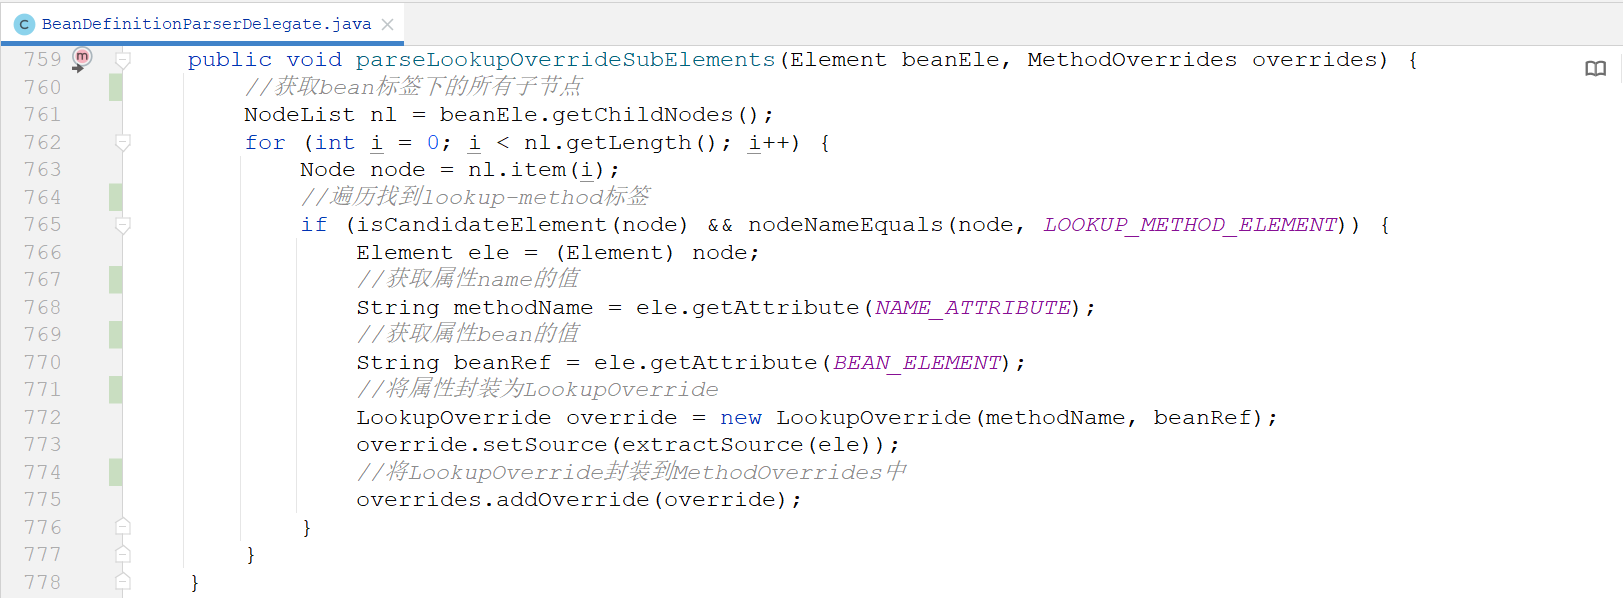 C BeanDefinitionParserDelegate.java
759 m public void parseLookupOverrideSubElements(Element beanEle, MethodOverrides overrides) {
760 //获取bean标签下的所有子节点
761 NodeList nl = beanEle.getChildNodes();
762 for (int i = 0; i < nl.getLength(); i++) {
763 Node node = nl.item(i);
764 //遍历找到lookup-method标签
765 if (isCandidateElement(node) && nodeNameEquals(node, LOOKUP_METHOD_ELEMENT)) {
766 Element ele = (Element) node;
767 //获取属性name的值
768 String methodName = ele.getAttribute(NAME_ATTRIBUTE);
769 //获取属性bean的值
770 String beanRef = ele.getAttribute(BEAN_ELEMENT);
771 //将属性封装为LookupOverride
772 LookupOverride override = new LookupOverride(methodName, beanRef);
773 override.setSource(extractSource(ele));
774 //将LookupOverride封装到MethodOverrides中
775 overrides.addOverride(override);
776 }
777 }
778 }